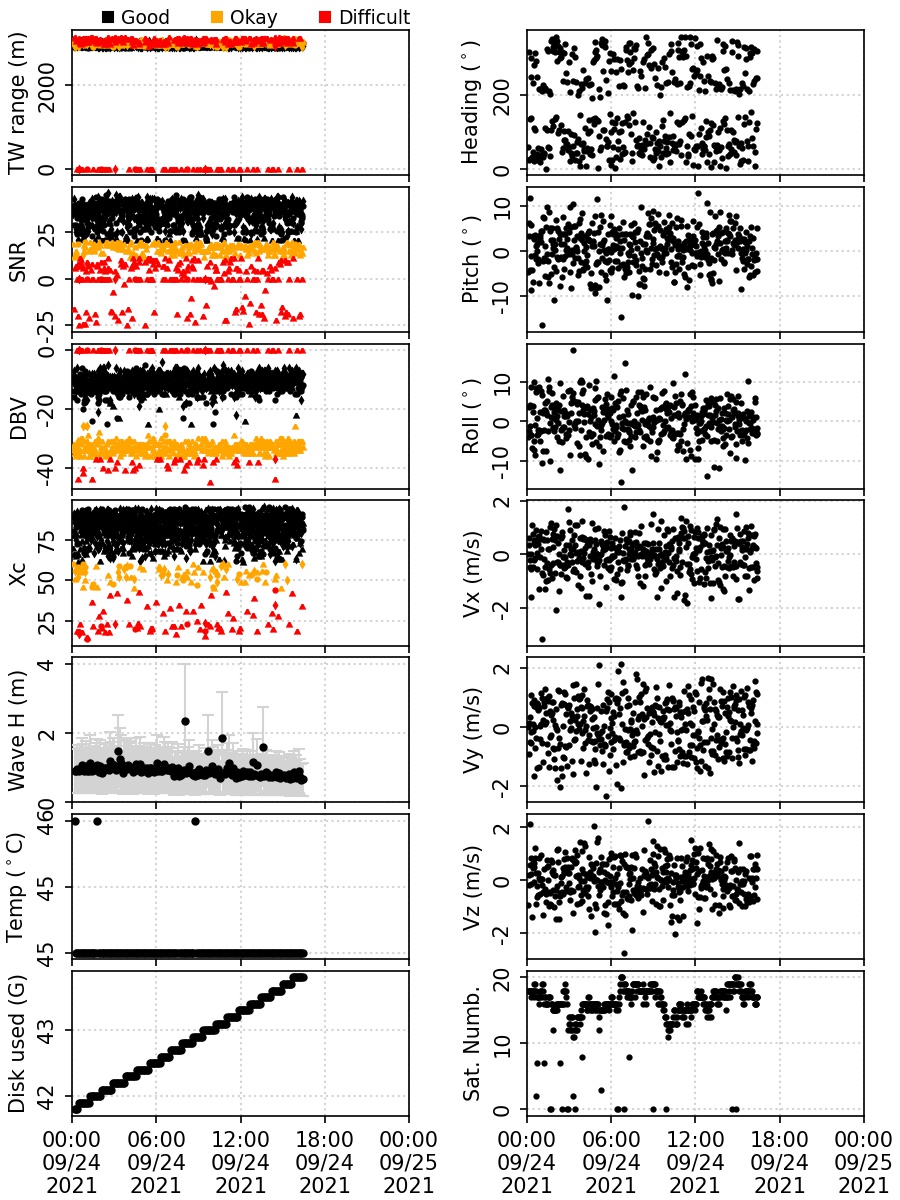 Good Okay Difficult
TW range (m)
2000
0
Heading (°)
200
0
SNR
25
0
-25
Pitch (°)
10
0
-10
DBV
0
-20
-40
Roll (°)
10
0
-10
Xc
75
50
25
Vx (m/s)
2
0
-2
Wave H (m)
4
2
0
Vy (m/s)
2
0
-2
Temp (°C)
46
45
45
Vz (m/s)
2
0
-2
Disk used (G)
43
42
Sat. Numb.
20
10
0
00:00 06:00 12:00 18:00 00:00 00:00 06:00 12:00 18:00 00:00
09/24 09/24 09/24 09/24 09/25 09/24 09/24 09/24 09/24 09/25
2021 2021 2021 2021 2021 2021 2021 2021 2021 2021